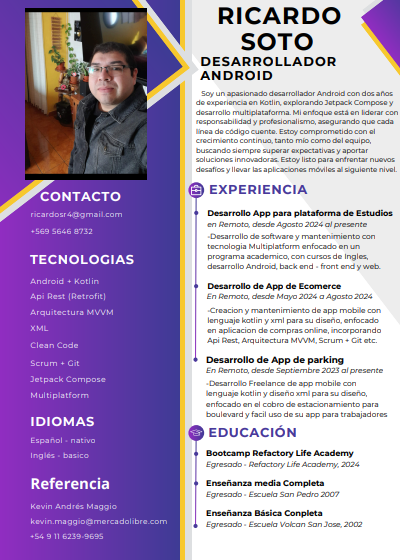 RICARDO
SOTO
DESARROLLADOR
ANDROID
Soy un apasionado desarrollador Android con dos años
de experiencia en Kotlin, explorando Jetpack Compose y
desarrollo multiplataforma. Mi enfoque está en liderar con
responsabilidad y profesionalismo, asegurando que cada
línea de código cuente. Estoy comprometido con el
crecimiento continuo, tanto mío como del equipo,
buscando siempre superar expectativas y aportar
soluciones innovadoras. Estoy listo para enfrentar nuevos
desafíos y llevar las aplicaciones móviles al siguiente nivel.
CONTACTO
ricardosr4@gmail.com
+569 5646 8732
TECNOLOGIAS
Android + Kotlin
Api Rest (Retrofit)
Arquitectura MVVM
XML
Clean Code
Scrum + Git
Jetpack Compose
Multiplatform
IDIOMAS
Español - nativo
Inglés - basico
Referencia
Kevin Andrés Maggio
kevin.maggio@mercadolibre.com
+54 9 11 6239-9695
EXPERIENCIA
Desarrollo App para plataforma de Estudios
en Remoto, desde Agosto 2024 al presente
-Desarrollo de software y mantenimiento con
tecnologia Multiplatform enfocado en un
programa academico, con cursos de Ingles,
desarrollo Android, back end - front end y web.
Desarrollo de App de Ecomerce
En Remoto, desde Mayo 2024 a Agosto 2024
-Creacion y mantenimiento de app mobile con
lenguaje kotlin y xml para su diseño, enfocado
en aplicacion de compras online, incorporando
Api Rest, Arquitectura MVVM, Scrum + Git etc.
Desarrollo de App de parking
En Remoto, desde Septiembre 2023 al present
-Desarrollo Freelance de app mobile con
lenguaje kotlin y diseño xml para su diseño,
enfocado en el cobro de estacionamiento para
boulevard y facil uso de su app para trabajadores
EDUCACIÓN
Bootcamp Refactory Life Academy
Egresado - Refactory Life Academy, 2024
Enseñanza media Completa
Egresado - Escuela San Pedro 2007
Enseñanza Básica Conpleta
Egresado - Escuela Volcan San Jose, 2002